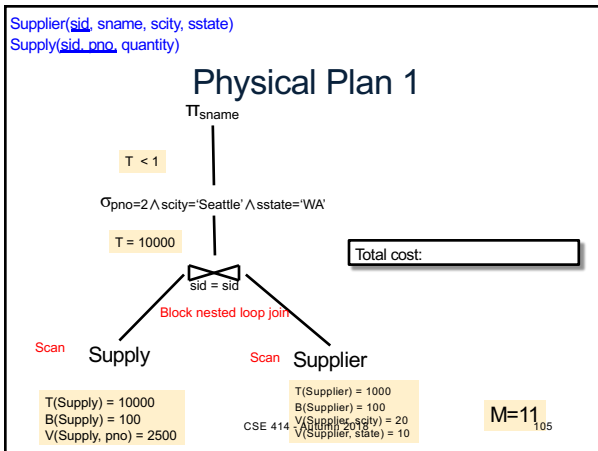 Supplier(sid, sname, scity, sstate)
Supply(sid, pno, quantity)
Physical Plan 1
πsname
T < 1
σpno=2∧scity=‘Seattle’∧sstate=‘WA’
T = 10000
Total cost:
sid = sid
Block nested loop join
Scan
Supply
Scan
Supplier
T(Supply) = 10000
B(Supply) = 100
V(Supply, pno) = 2500
T(Supplier) = 1000
B(Supplier) = 100
V(Supplier, scity) = 20
V(Supplier, state) = 10
M=11
CSE 414 - Autumn 2018
105